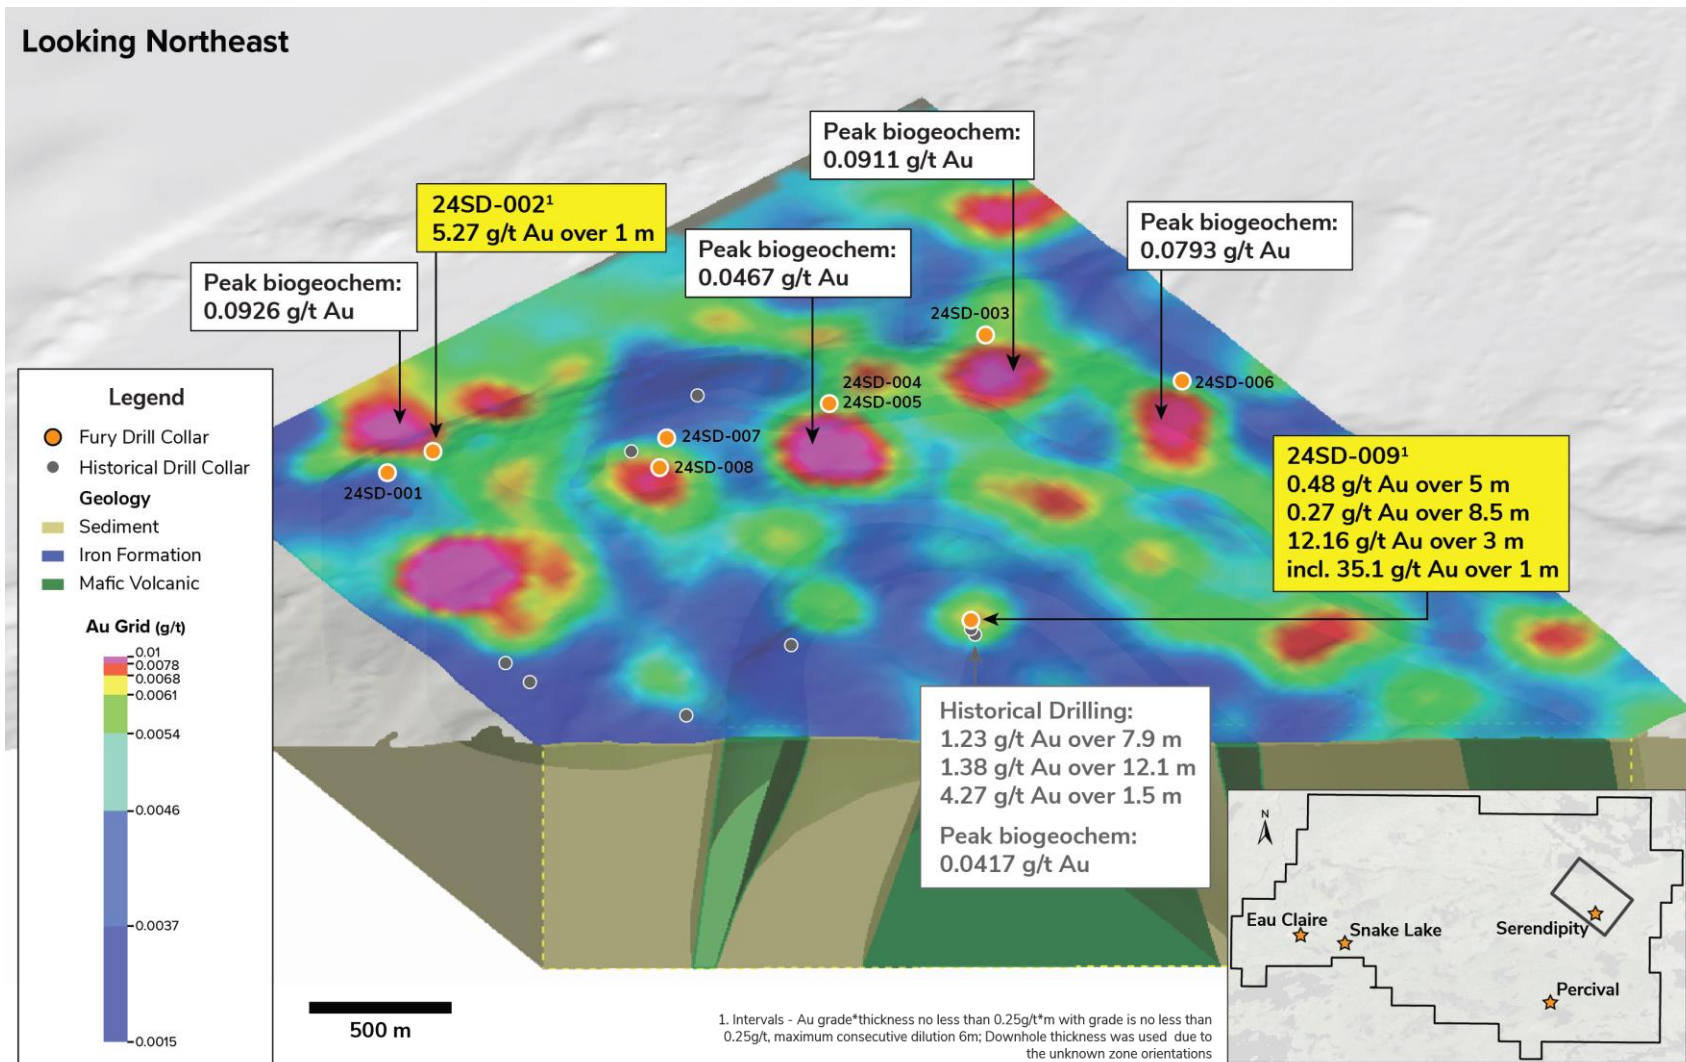 Looking Northeast
Peak biogeochem:
0.0911 g/t Au
24SD-002¹
5.27 g/t Au over 1 m
Peak biogeochem:
0.0793 g/t Au
Peak biogeochem:
0.0467 g/t Au
Peak biogeochem:
0.0926 g/t Au
24SD-003
24SD-004
24SD-005
24SD-006
24SD-007
24SD-008
24SD-001
24SD-009¹
0.48 g/t Au over 5 m
0.27 g/t Au over 8.5 m
12.16 g/t Au over 3 m
incl. 35.1 g/t Au over 1 m
Legend
Fury Drill Collar
Historical Drill Collar
Geology
Sediment
Iron Formation
Mafic Volcanic
Au Grid (g/t)
0.01
0.0078
0.0068
0.0061
0.0054
0.0046
0.0037
0.0015
Historical Drilling:
1.23 g/t Au over 7.9 m
1.38 g/t Au over 12.1 m
4.27 g/t Au over 1.5 m
Peak biogeochem:
0.0417 g/t Au
500 m
1. Intervals - Au grade*thickness no less than 0.25g/t*m with grade is no less than
0.25g/t, maximum consecutive dilution 6m; Downhole thickness was used due to
the unknown zone orientations
N
Eau Claire
Snake Lake
Serendipity
Percival